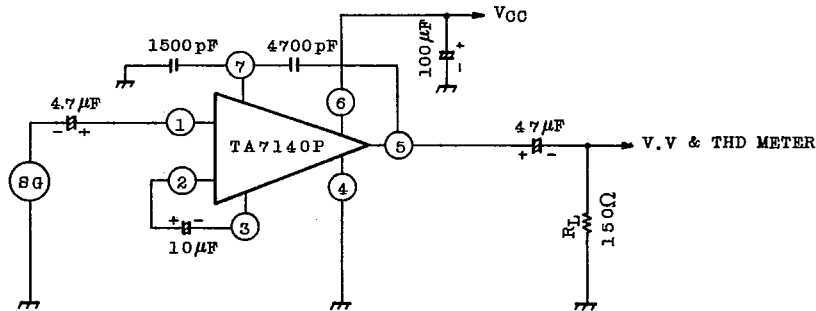 VCC
1500pF
4700pF
100μF
+
-
7
6
4.7μF
- +
1
TA7140P
5
47μF
+ -
V.V & THD METER
SG
2
4
+ -
3
10μF
RL
150Ω